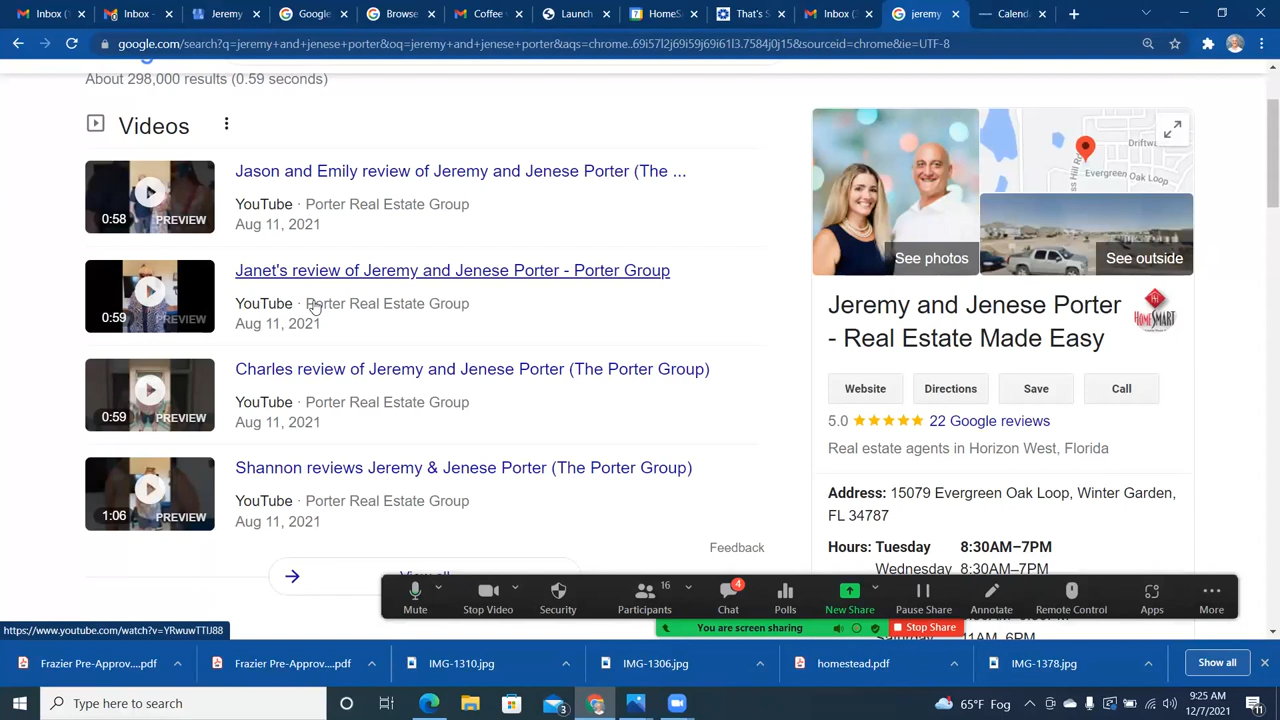 Inbox (
Inbox -
Jeremy
Google
Browse
Coffee
Launch
HomeS
That's S
Inbox (2
jeremy
Calenda
google.com/search?q=jeremy+and+jenese+porter&oq=jeremy+and+jenese+porter&aqs=chrome..69i57l2j69i59j69i61l3.7584j0j15&sourceid=chrome&ie=UTF-8
About 298,000 results (0.59 seconds)
Videos
Jason and Emily review of Jeremy and Jenese Porter (The ...
YouTube · Porter Real Estate Group
Aug 11, 2021
0:58
PREVIEW
Janet's review of Jeremy and Jenese Porter - Porter Group
YouTube · Porter Real Estate Group
Aug 11, 2021
0:59
PREVIEW
Charles review of Jeremy and Jenese Porter (The Porter Group)
YouTube · Porter Real Estate Group
Aug 11, 2021
0:59
PREVIEW
Shannon reviews Jeremy & Jenese Porter (The Porter Group)
YouTube · Porter Real Estate Group
Aug 11, 2021
1:06
PREVIEW
Feedback
View all
Driftw
Evergreen Oak Loop
See photos
See outside
Jeremy and Jenese Porter
- Real Estate Made Easy
HOMESMART
Website
Directions
Save
Call
5.0
22 Google reviews
Real estate agents in Horizon West, Florida
Address: 15079 Evergreen Oak Loop, Winter Garden,
FL 34787
Hours: Tuesday 8:30AM–7PM
Wednesday 8:30AM–7PM
Saturday 11AM–6PM
16
4
Mute
Stop Video
Security
Participants
Chat
Polls
New Share
Pause Share
Annotate
Remote Control
Apps
More
You are screen sharing
Stop Share
https://www.youtube.com/watch?v=YRwuwTTIJ88
Frazier Pre-Approv....pdf
Frazier Pre-Approv....pdf
IMG-1310.jpg
IMG-1306.jpg
homestead.pdf
IMG-1378.jpg
Show all
Type here to search
3
65°F Fog
9:25 AM
12/7/2021
11